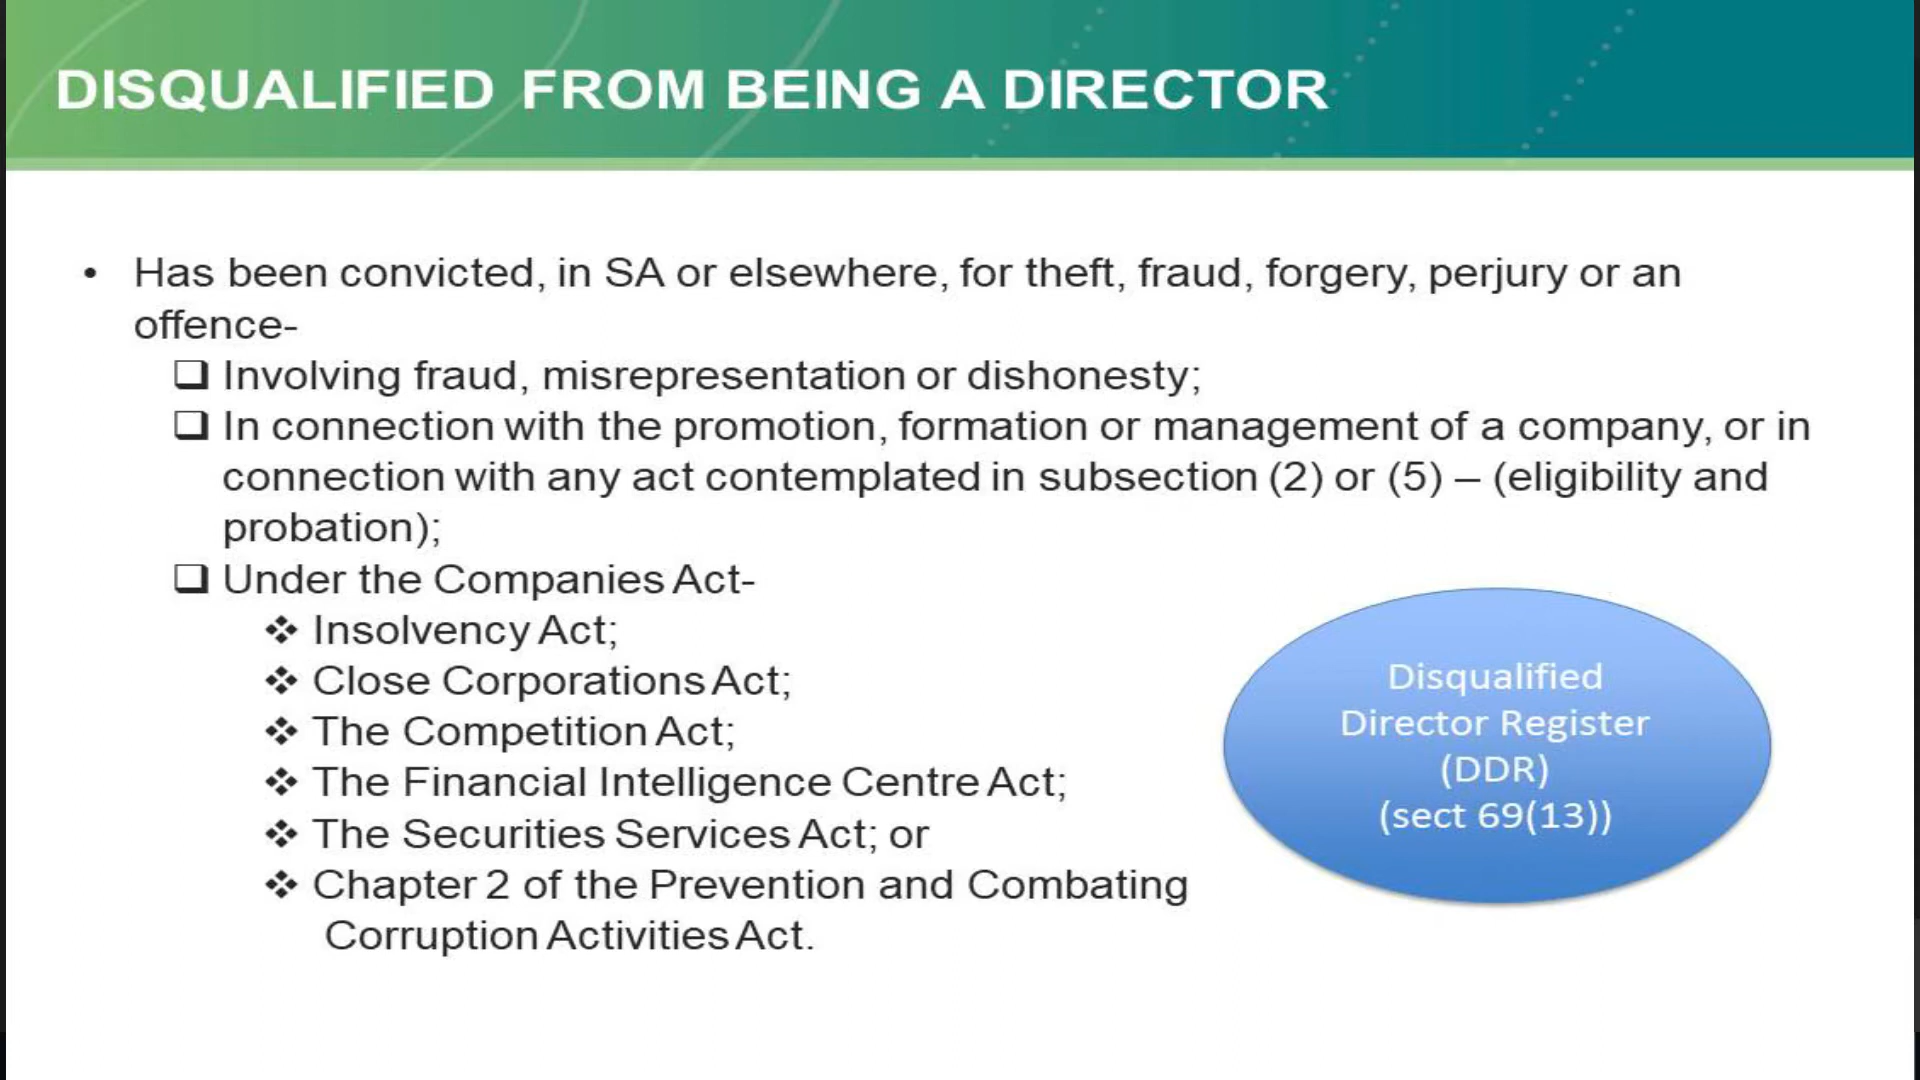 DISQUALIFIED FROM BEING A DIRECTOR
• Has been convicted, in SA or elsewhere, for theft, fraud, forgery, perjury or an
offence-
❑ Involving fraud, misrepresentation or dishonesty;
❑ In connection with the promotion, formation or management of a company, or in
connection with any act contemplated in subsection (2) or (5) – (eligibility and
probation);
❑ Under the Companies Act-
❖ Insolvency Act;
❖ Close Corporations Act;
❖ The Competition Act;
❖ The Financial Intelligence Centre Act;
❖ The Securities Services Act; or
❖ Chapter 2 of the Prevention and Combating
Corruption Activities Act.
Disqualified
Director Register
(DDR)
(sect 69(13))